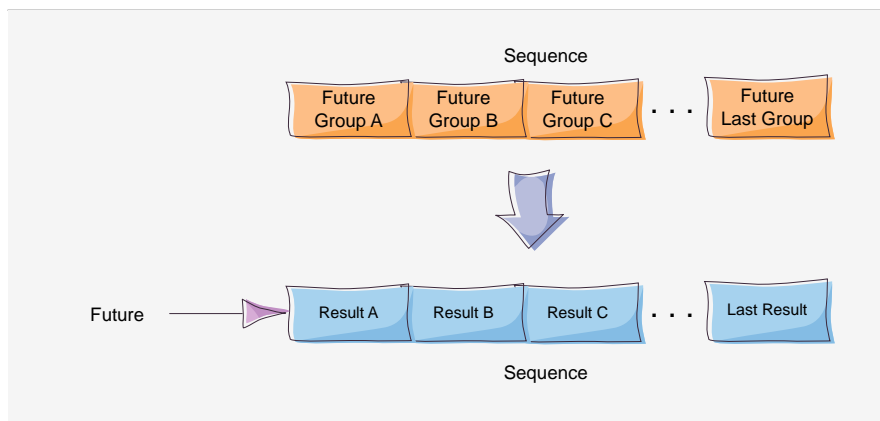 Sequence
Future
Group A
Future
Group B
Future
Group C
. . .
Future
Last Group
Future
Result A
Result B
Result C
. . .
Last Result
Sequence